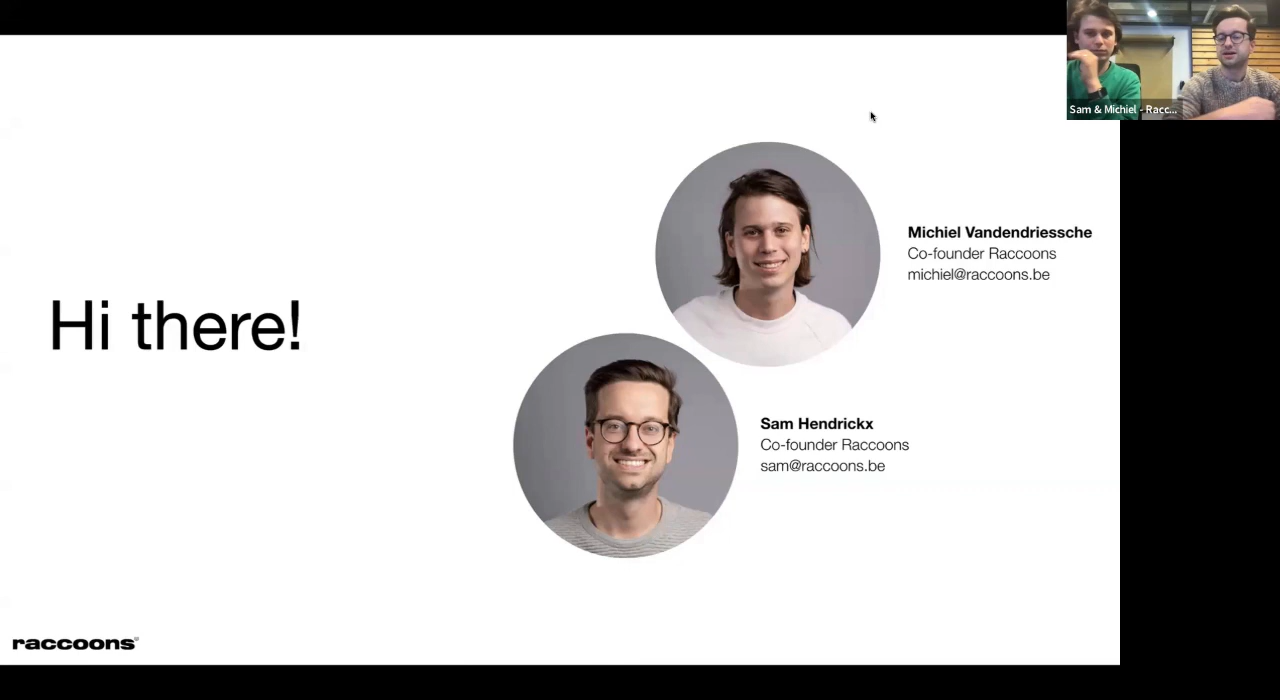 Sam & Michiel - Racc...
Michiel Vandendriessche
Co-founder Raccoons
michiel@raccoons.be
Hi there!
Sam Hendrickx
Co-founder Raccoons
sam@raccoons.be
raccoons®